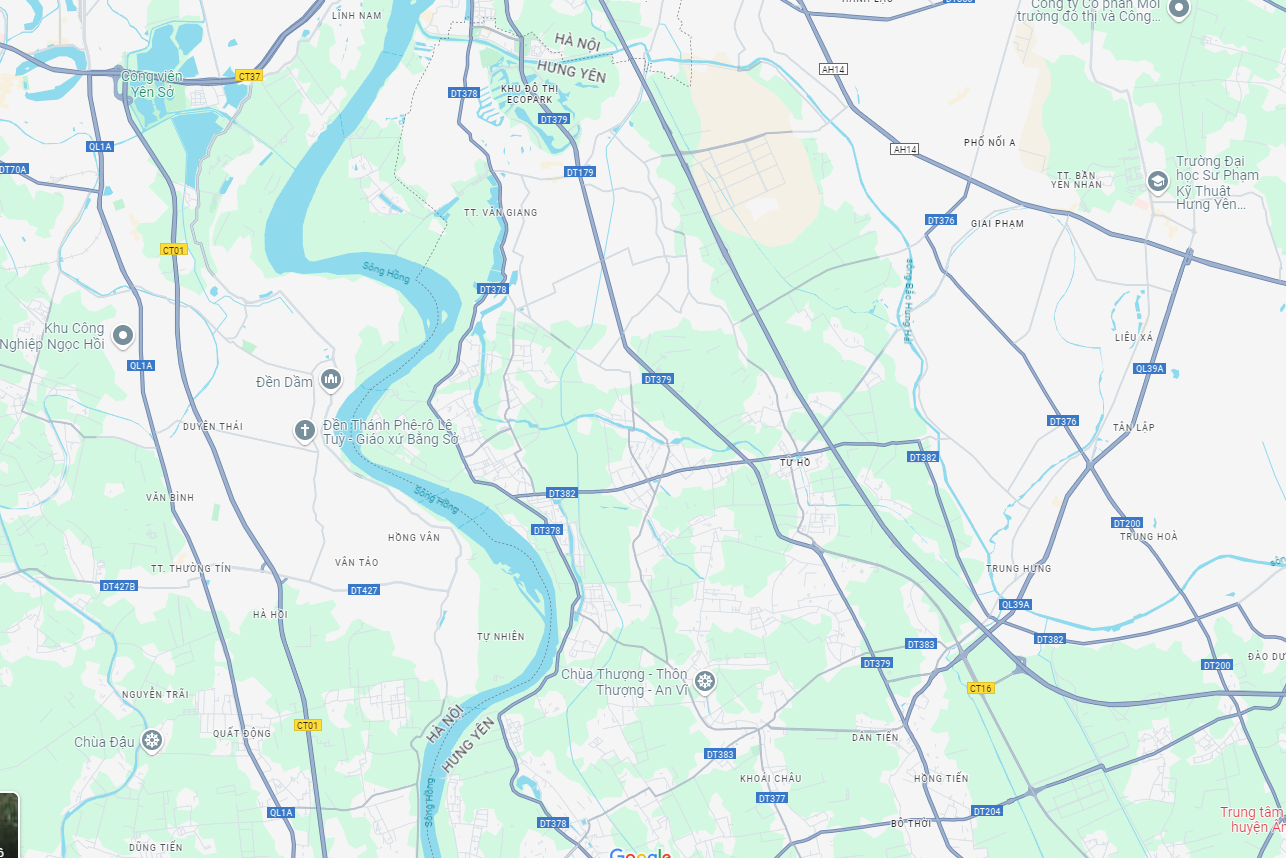 LĨNH NAM
Công ty Cổ phần Môi
trường đô thị và Công...
HÀ NỘI
HƯNG YÊN
AH14
CT37
Công viên
Yên Sở
KHU ĐÔ THỊ
ECOPARK
DT378
DT379
QL1A
AH14
PHỐ NỐI A
DT70A
DT179
TT. BẦN
YÊN NHÂN
Trường Đại
học Sư Phạm
Kỹ Thuật
Hưng Yên...
TT. VĂN GIANG
DT376
GIAI PHẠM
CT01
Sông Hồng
DT378
Sông Bắc Hưng Hải
Khu Công
Nghiệp Ngọc Hồi
LIÊU XÁ
QL1A
QL39A
Đền Dầm
DT379
DUYÊN THÁI
Đền Thánh Phê-rô Lê
Tùy - Giáo xứ Bằng Sở
DT376
TÂN LẬP
TỪ HỒ
DT382
VĂN BÌNH
Sông Hồng
DT382
DT378
DT200
TRUNG HOÀ
HỒNG VÂN
VÂN TẢO
TT. THƯỜNG TÍN
TRUNG HƯNG
DT427B
DT427
QL39A
HÀ HỒI
TỰ NHIÊN
DT382
DT383
DT379
DT200
ĐÀO DƯ
Chùa Thượng - Thôn
Thượng - An Vĩ
CT16
NGUYỄN TRÃI
CT01
QUẤT ĐỘNG
HÀ NỘI
HƯNG YÊN
Chùa Đậu
DÂN TIẾN
DT383
KHOÁI CHÂU
HỒNG TIẾN
DT377
Sông Hồng
QL1A
DT378
DT204
BÔ THỜI
Trung tâm
huyện Ân
DŨNG TIẾN
Google